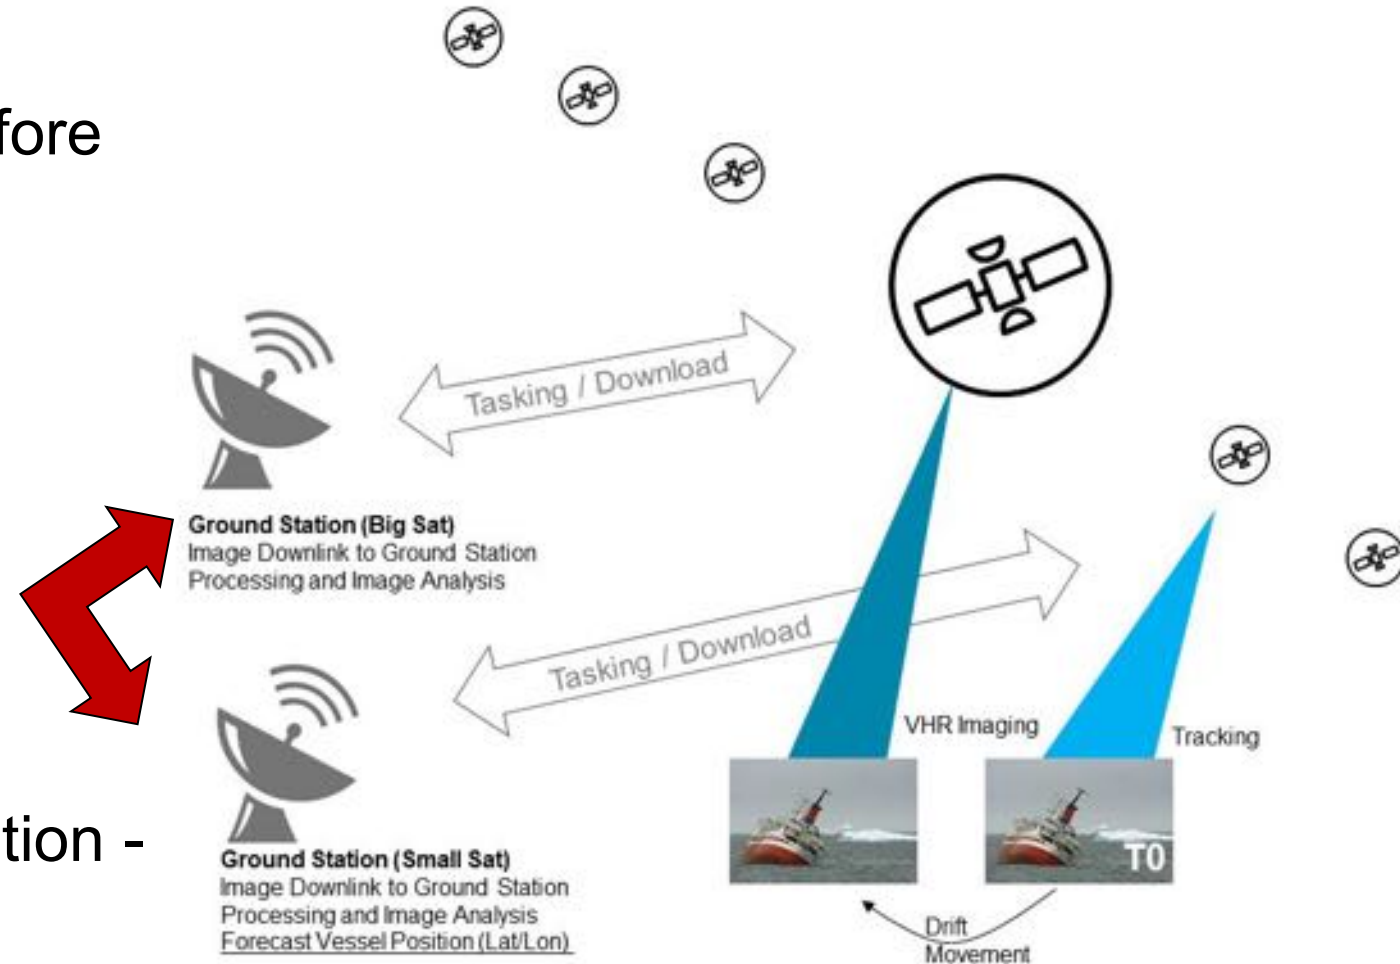 fore
Tasking / Download
Ground Station (Big Sat)
Image Downlink to Ground Station
Processing and Image Analysis
Tasking / Download
VHR Imaging
Tracking
T0
tion -
Ground Station (Small Sat)
Image Downlink to Ground Station
Processing and Image Analysis
Forecast Vessel Position (Lat/Lon)
Drift
Movement